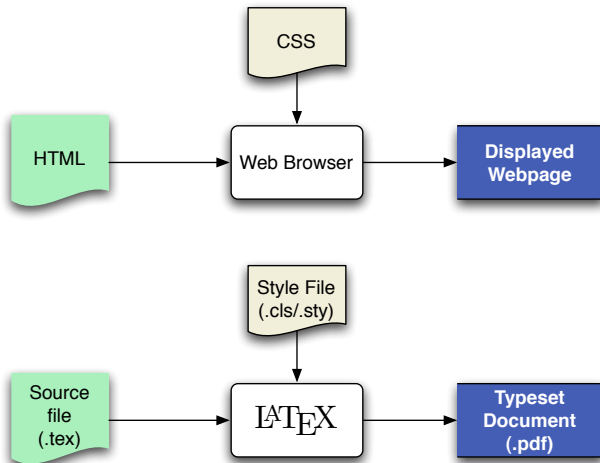 CSS
HTML
Web Browser
Displayed
Webpage
Style File
(.cls/.sty)
Source
file
(.tex)
LATEX
Typeset
Document
(.pdf)